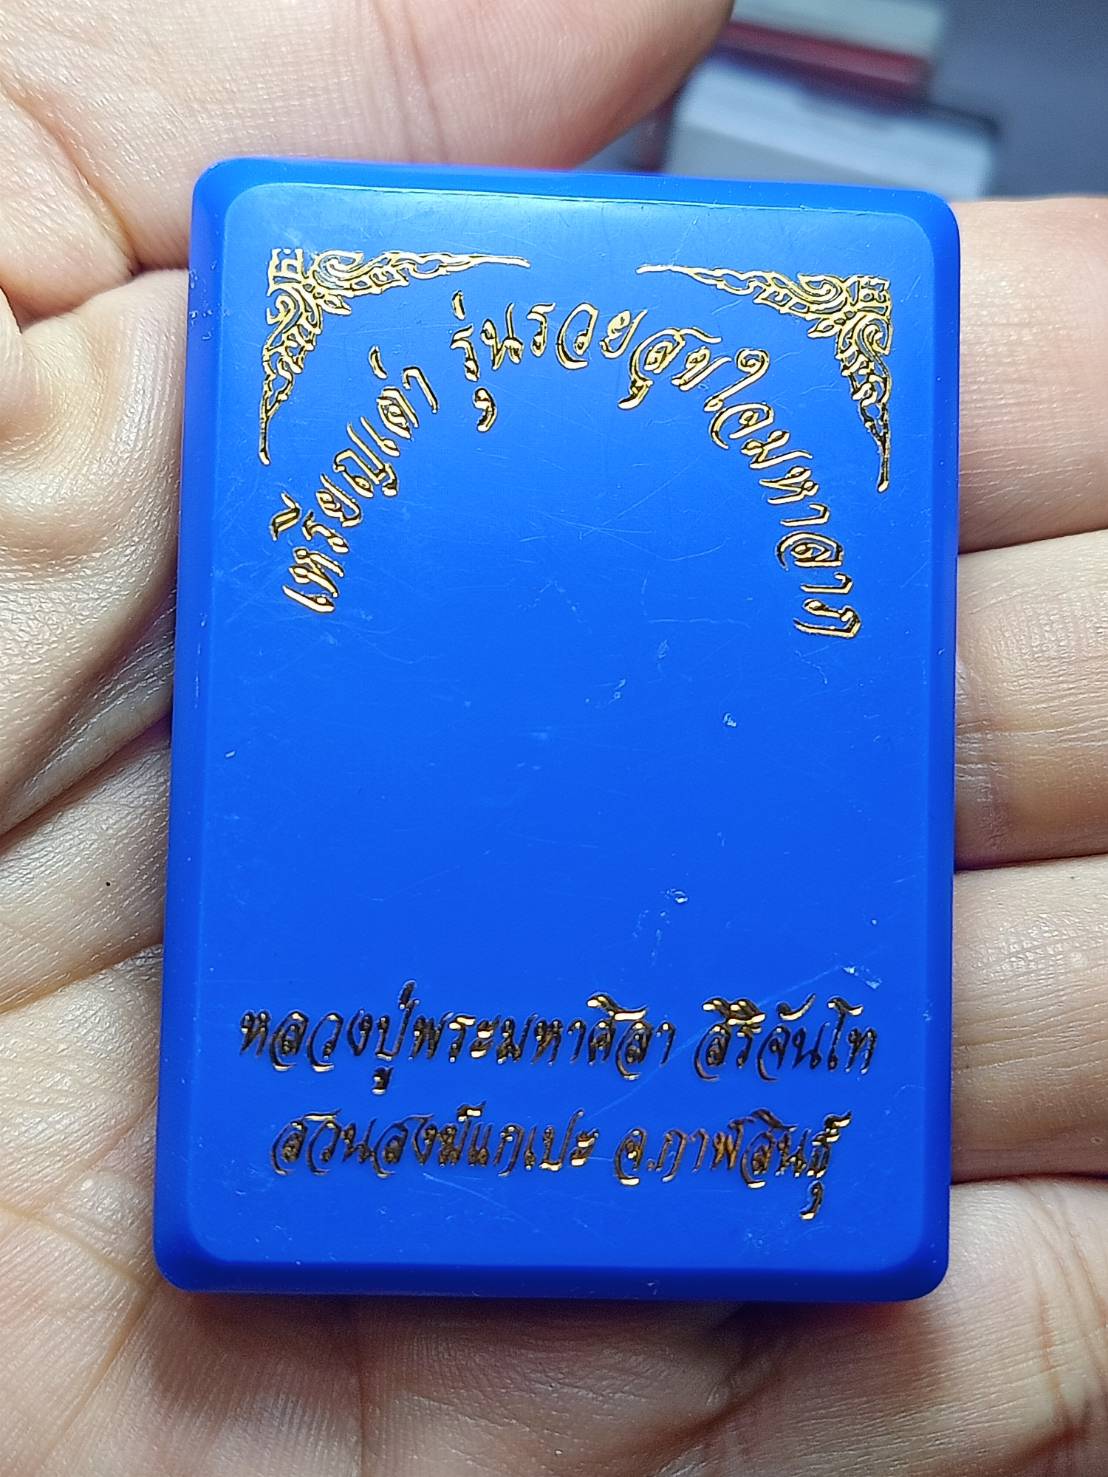 เหรียญเต่า รุ่นรวยสุขใจมหาลาภ
หลวงปู่พระมหาศิลา สิริจันโท
สวนสงฆ์แกเปะ จ.กาฬสินธุ์